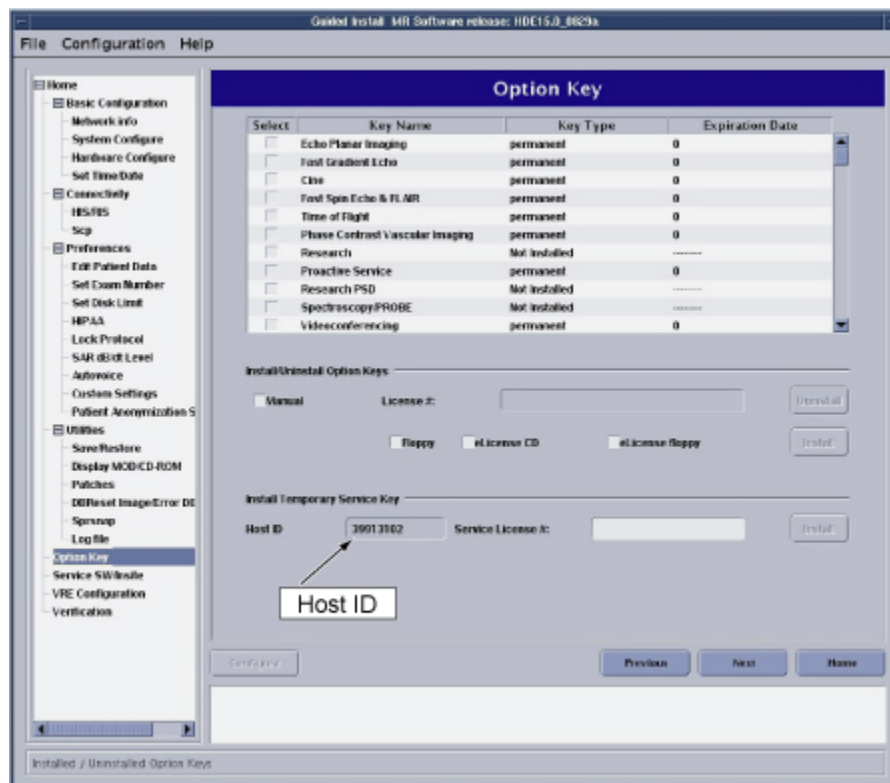 Guided Install MR Software release: HDE15.0_0829a
File Configuration Help
Home
Basic Configuration
Network info
System Configure
Hardware Configure
Set Time/Date
Connectivity
HIS/RIS
Scp
Preferences
Edit Patient Data
Set Exam Number
Set Disk Limit
HIPAA
Lock Protocol
SAR dB/dt Level
Autovoice
Custom Settings
Patient Anonymization S
Utilities
Save/Restore
Display MOD/CD-ROM
Patches
DBReset Image/Error DB
Sprsnap
Log file
Option Key
Service SW/Insite
VRE Configuration
Verification
Option Key
Select Key Name Key Type Expiration Date
Echo Planar Imaging permanent 0
Fast Gradient Echo permanent 0
Cine permanent 0
Fast Spin Echo & FLAIR permanent 0
Time of Flight permanent 0
Phase Contrast Vascular Imaging permanent 0
Research Not Installed -------
Proactive Service permanent 0
Research PSD Not Installed -------
Spectroscopy/PROBE Not Installed -------
Videoconferencing permanent 0
Install/Uninstall Option Keys
Manual License #: Uninstall
Floppy eLicense CD eLicense floppy Install
Install Temporary Service Key
Host ID 39913102 Service License #: Install
Host ID
Configure Previous Next Home
Installed / Uninstalled Option Keys